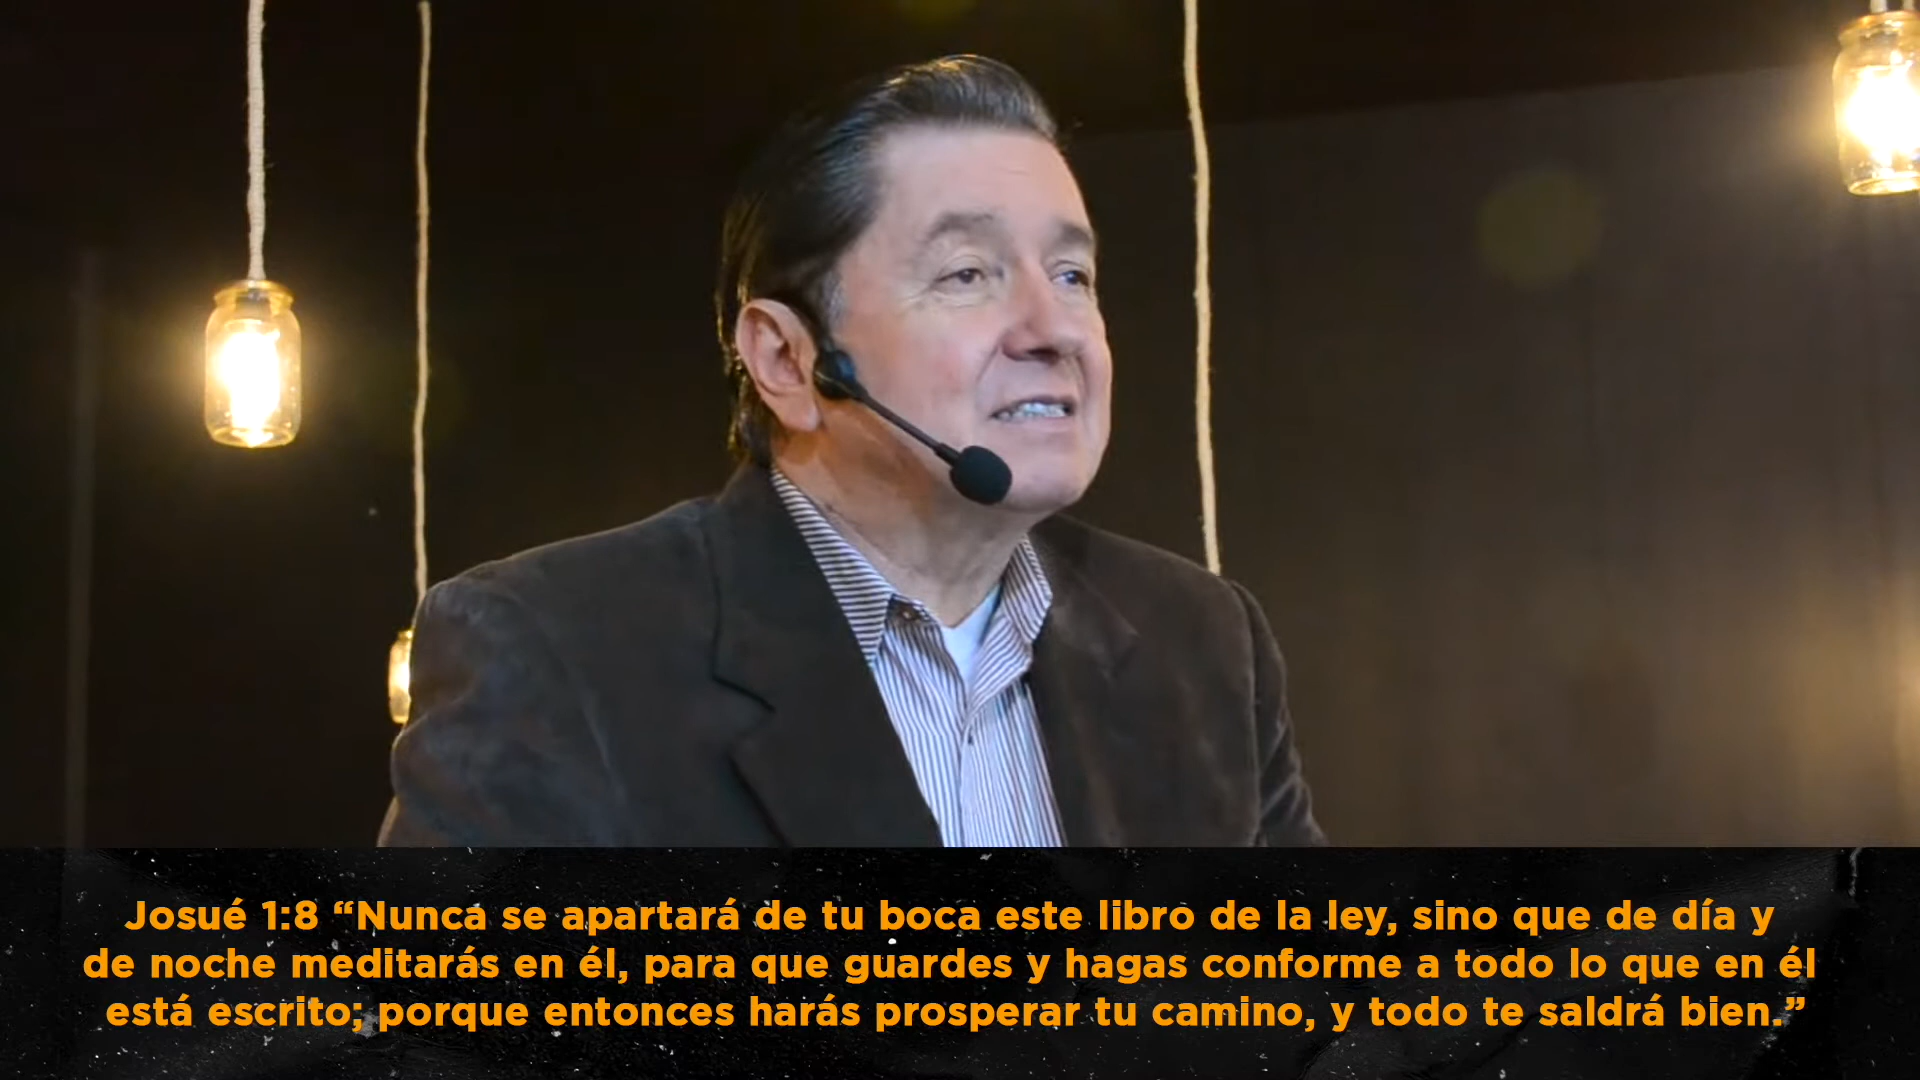 Josué 1:8 “Nunca se apartará de tu boca este libro de la ley, sino que de día y
de noche meditarás en él, para que guardes y hagas conforme a todo lo que en él
está escrito; porque entonces harás prosperar tu camino, y todo te saldrá bien.”